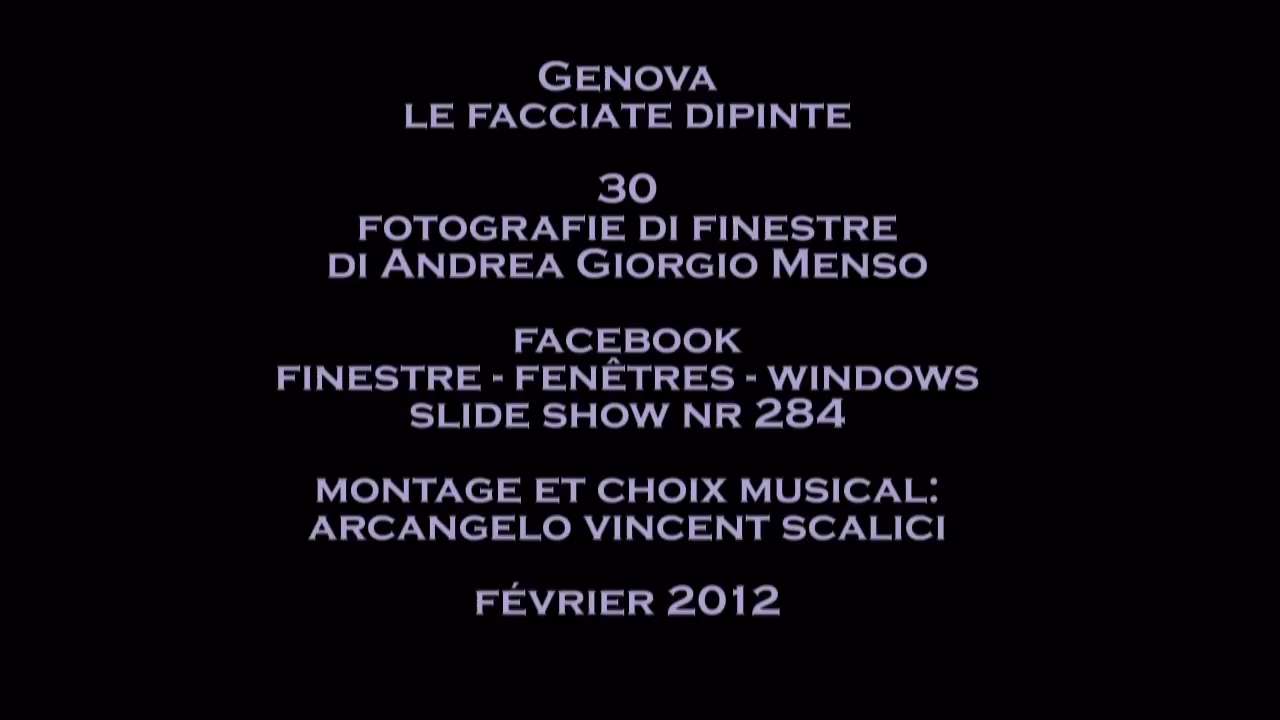 Genova
le facciate dipinte
30
fotografie di finestre
di Andrea Giorgio Menso
facebook
finestre - fenêtres - windows
slide show nr 284
montage et choix musical:
arcangelo vincent scalici
février 2012